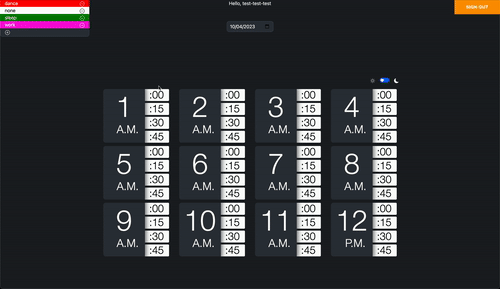 dance
none
sleep
work
Hello, test-test-test
SIGN OUT
10/04/2023
1 A.M. :00 :15 :30 :45
2 A.M. :00 :15 :30 :45
3 A.M. :00 :15 :30 :45
4 A.M. :00 :15 :30 :45
5 A.M. :00 :15 :30 :45
6 A.M. :00 :15 :30 :45
7 A.M. :00 :15 :30 :45
8 A.M. :00 :15 :30 :45
9 A.M. :00 :15 :30 :45
10 A.M. :00 :15 :30 :45
11 A.M. :00 :15 :30 :45
12 P.M. :00 :15 :30 :45